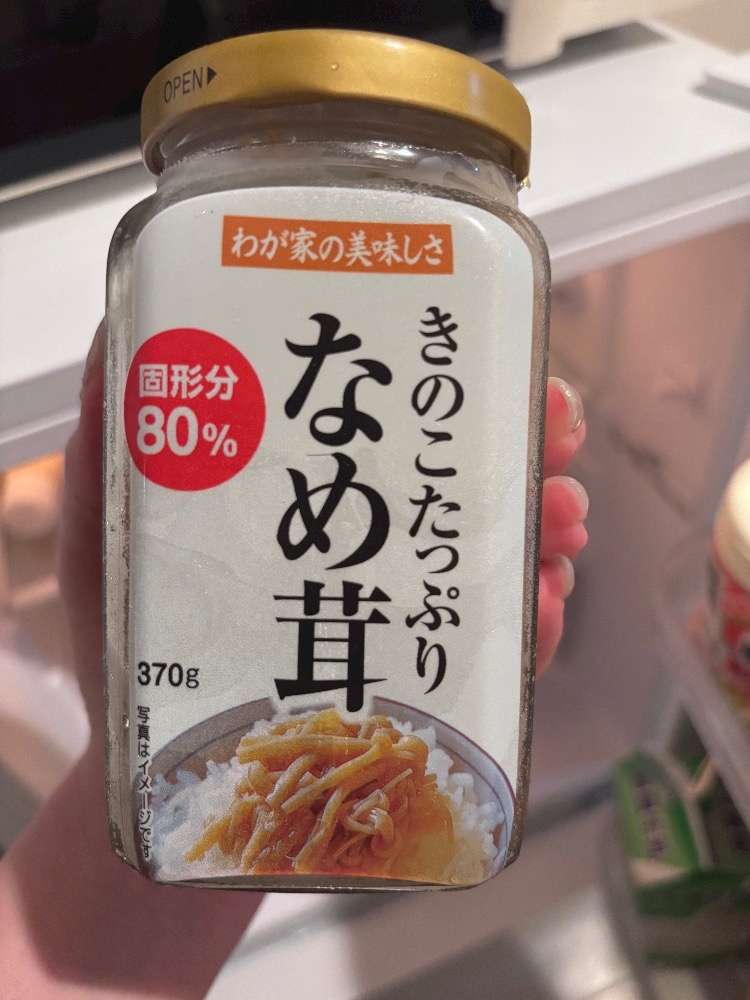 OPEN▶
わが家の美味しさ
きのこたっぷり
なめ茸
固形分
80%
370g
写真はイメージです